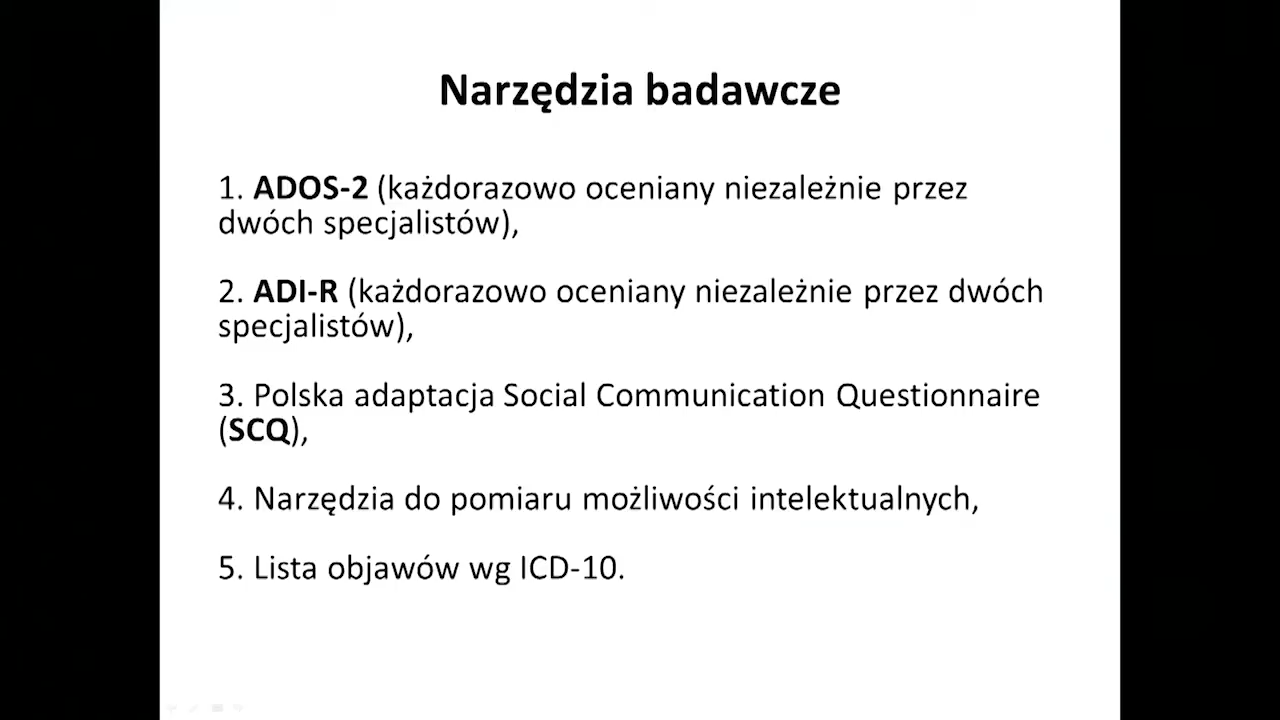 Narzędzia badawcze
1. ADOS-2 (każdorazowo oceniany niezależnie przez
dwóch specjalistów),
2. ADI-R (każdorazowo oceniany niezależnie przez dwóch
specjalistów),
3. Polska adaptacja Social Communication Questionnaire
(SCQ),
4. Narzędzia do pomiaru możliwości intelektualnych,
5. Lista objawów wg ICD-10.